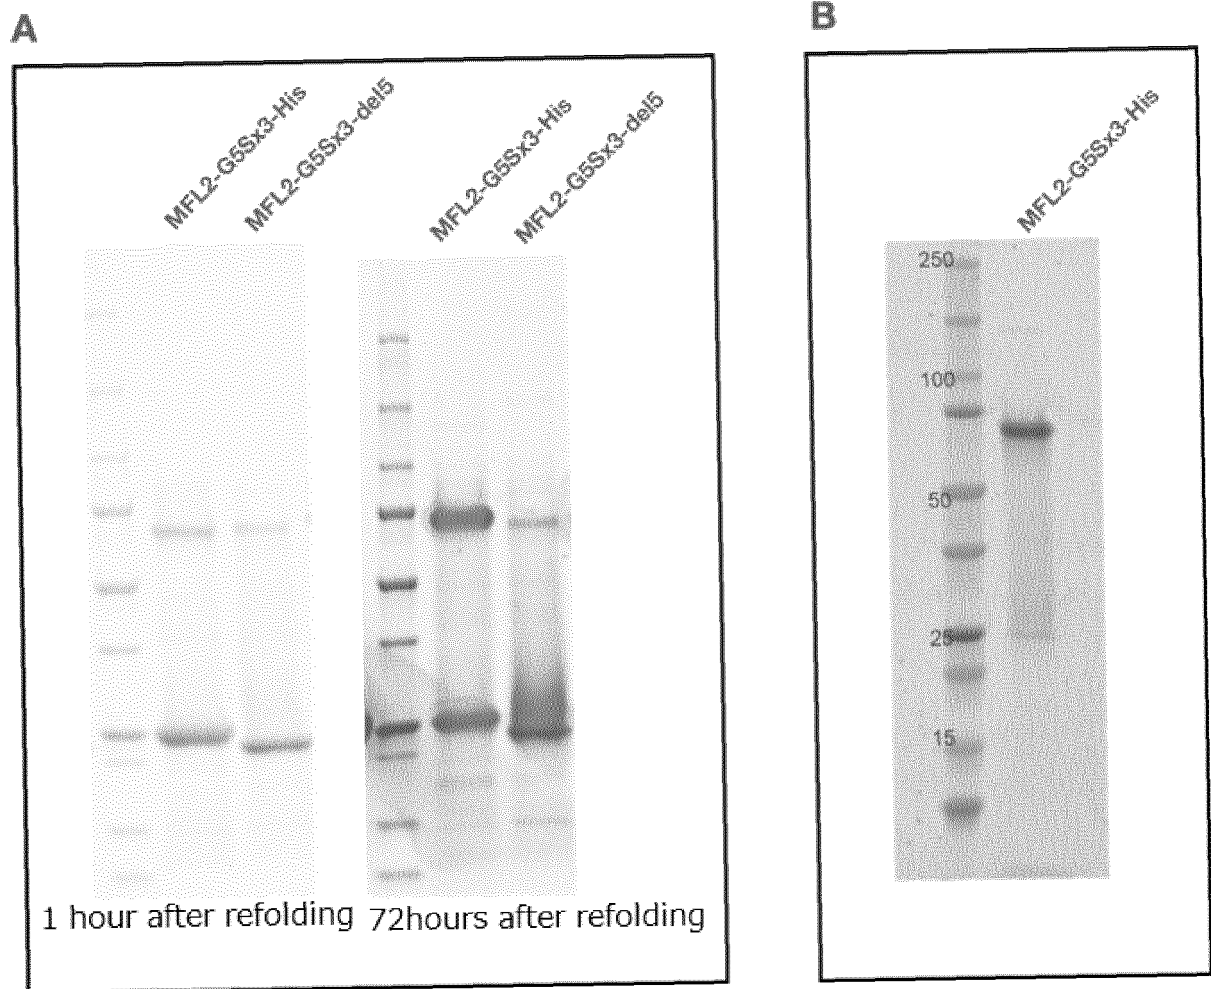 A
B
MFL2-G5Sx3-His
MFL2-G5Sx3-del5
MFL2-G5Sx3-His
MFL2-G5Sx3-del5
MFL2-G5Sx3-His
250
100
50
25
15
1 hour after refolding
72hours after refolding